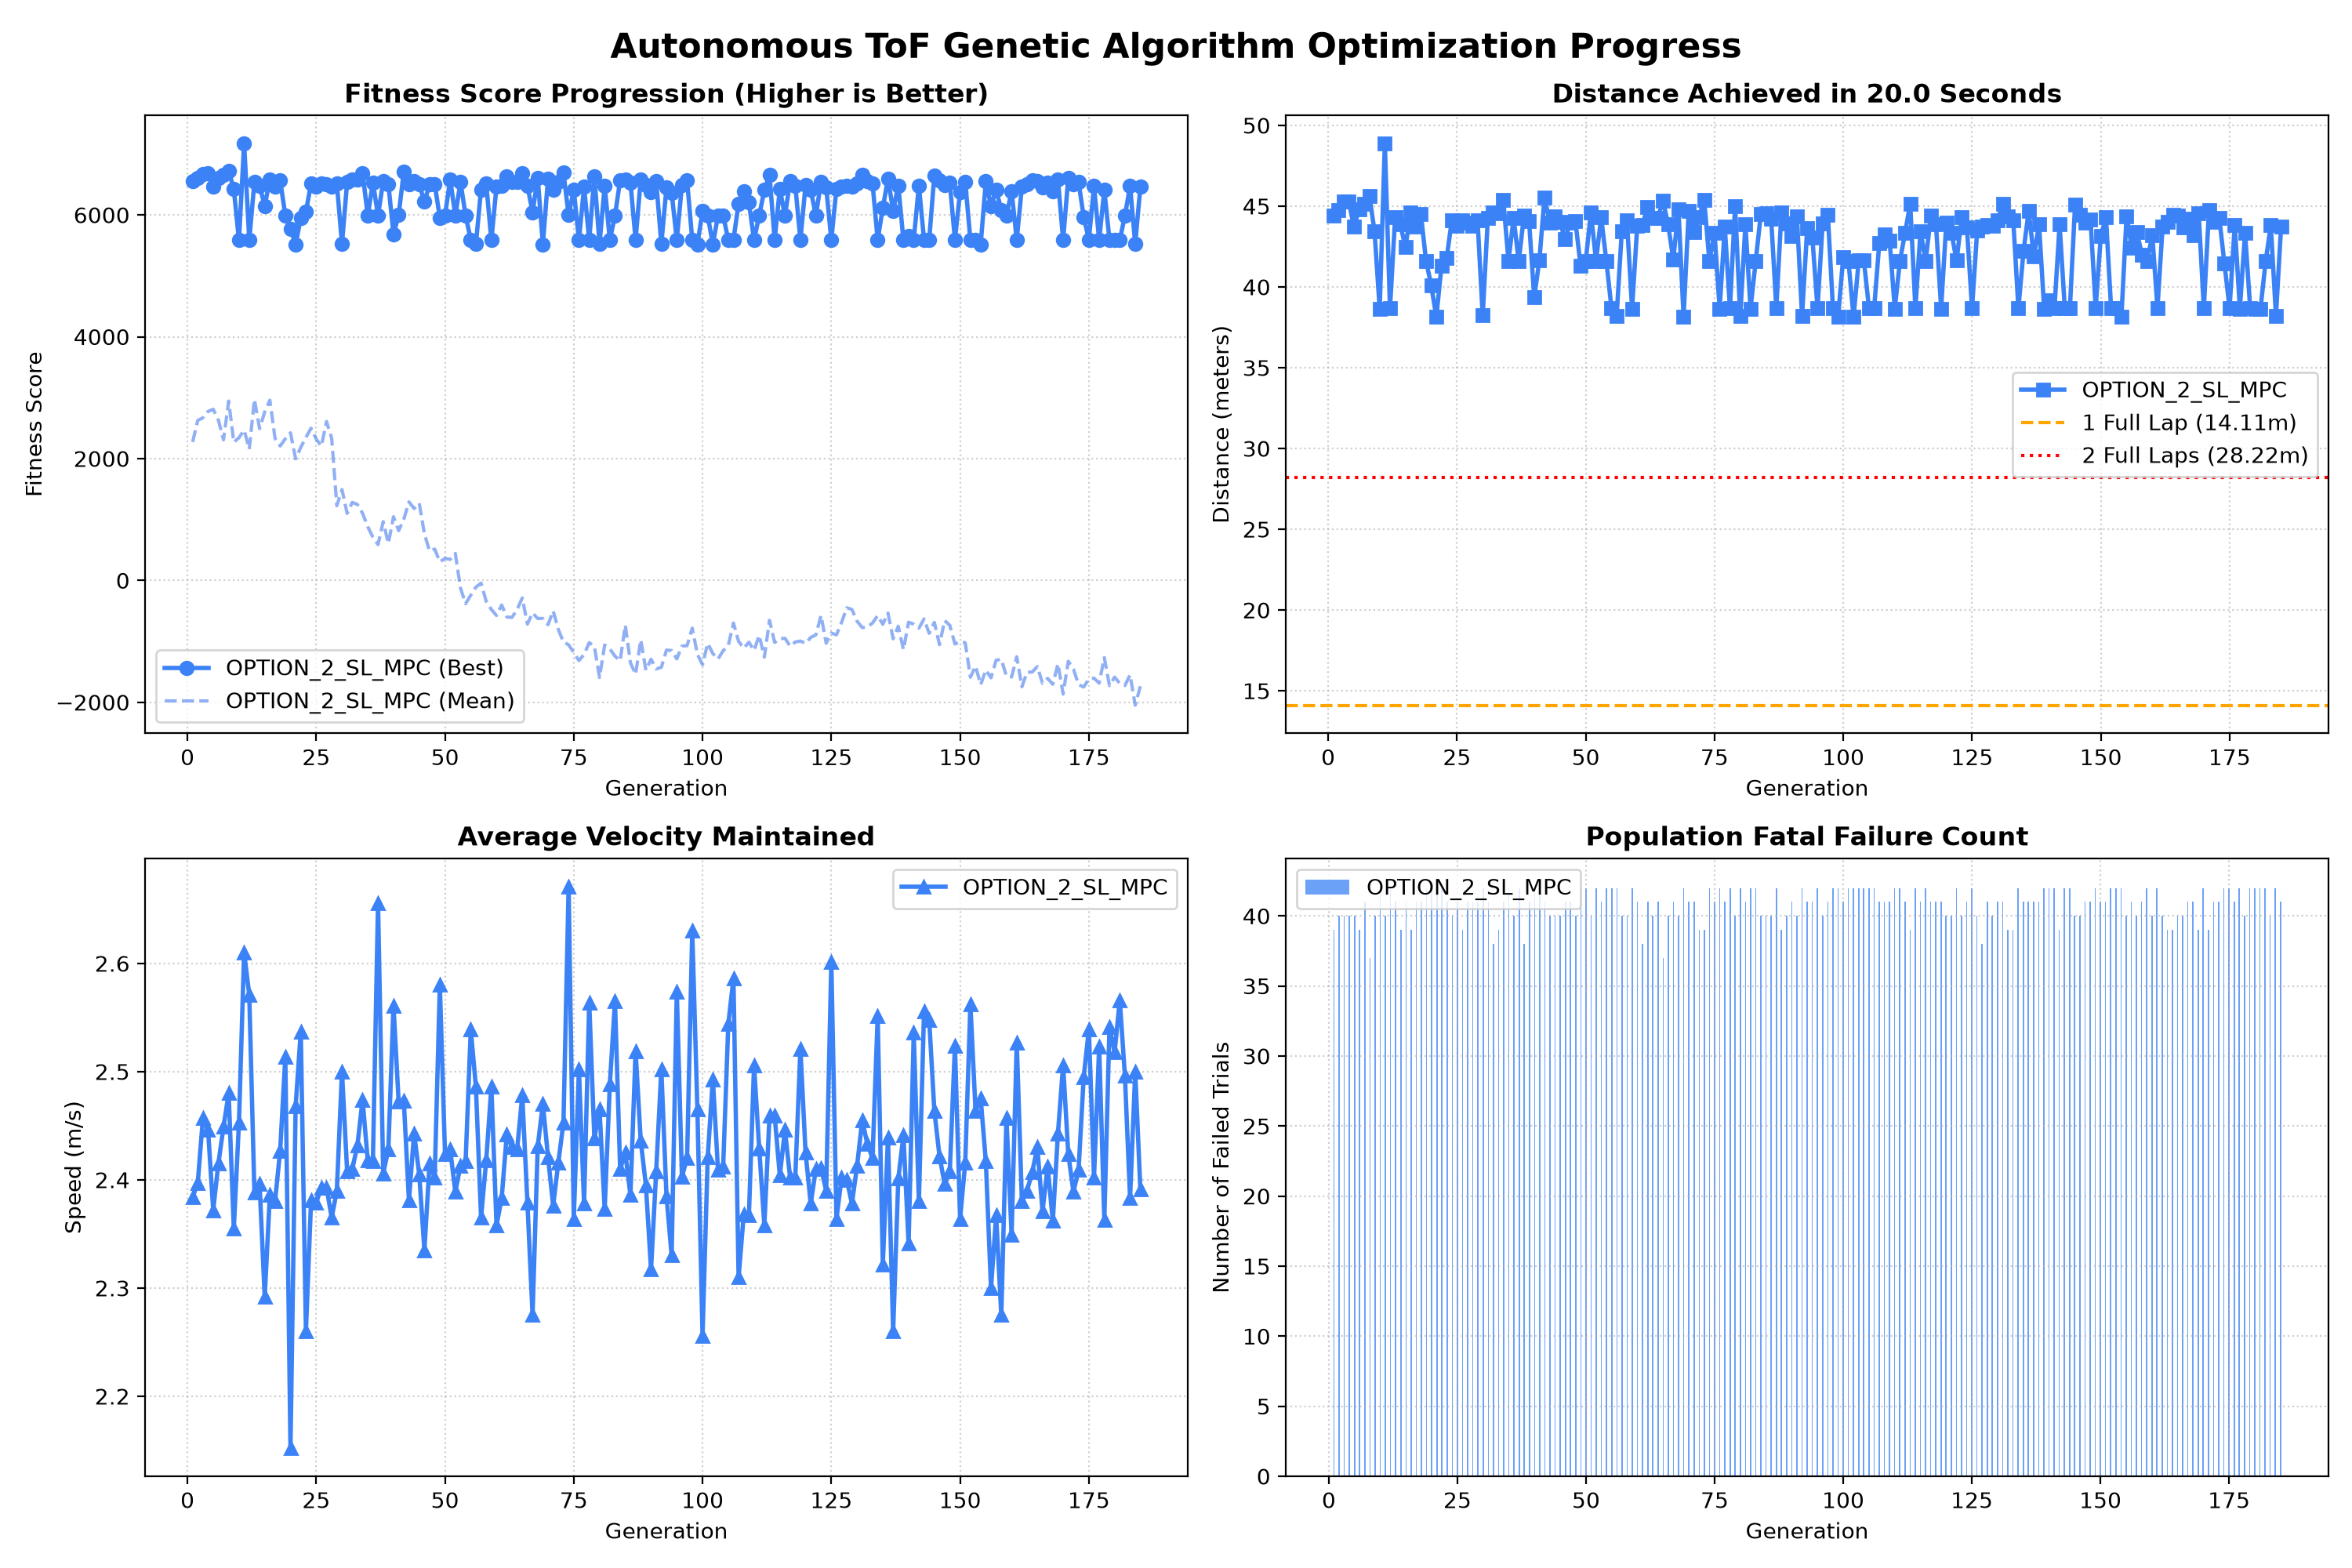 Autonomous ToF Genetic Algorithm Optimization Progress
Fitness Score Progression (Higher is Better)
6000
4000
2000
0
−2000
Fitness Score
OPTION_2_SL_MPC (Best)
OPTION_2_SL_MPC (Mean)
0 25 50 75 100 125 150 175
Generation
Distance Achieved in 20.0 Seconds
50
45
40
35
30
25
20
15
Distance (meters)
OPTION_2_SL_MPC
1 Full Lap (14.11m)
2 Full Laps (28.22m)
0 25 50 75 100 125 150 175
Generation
Average Velocity Maintained
OPTION_2_SL_MPC
2.6
2.5
2.4
2.3
2.2
Speed (m/s)
0 25 50 75 100 125 150 175
Generation
Population Fatal Failure Count
OPTION_2_SL_MPC
40
35
30
25
20
15
10
5
0
Number of Failed Trials
0 25 50 75 100 125 150 175
Generation